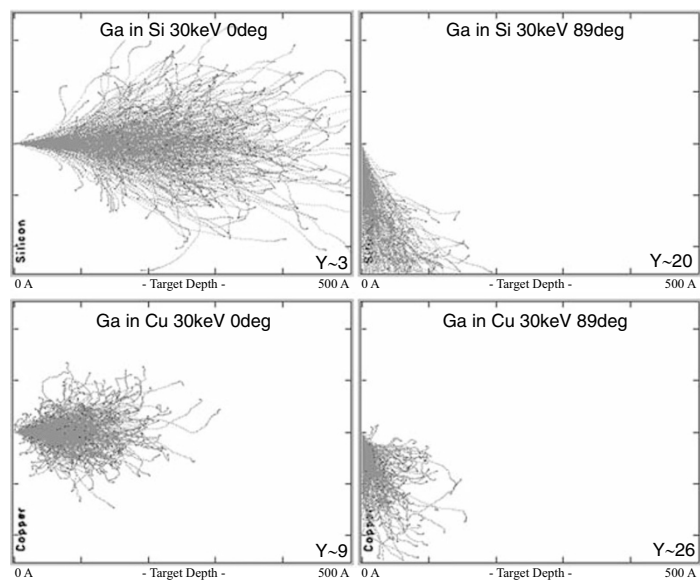 Ga in Si 30keV 0deg
Silicon
Y~3
0 A - Target Depth - 500 A
Ga in Si 30keV 89deg
Y~20
0 A - Target Depth - 500 A
Ga in Cu 30keV 0deg
Copper
Y~9
0 A - Target Depth - 500 A
Ga in Cu 30keV 89deg
Copper
Y~26
0 A - Target Depth - 500 A